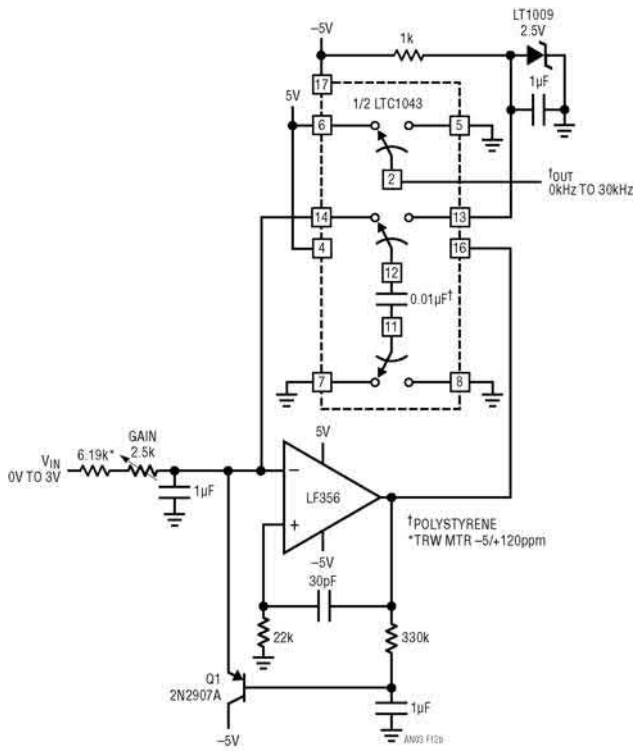 LT1009
2.5V
–5V
1k
17
1µF
5V
1/2 LTC1043
6
5
2
†OUT
0kHz TO 30kHz
14
13
4
16
12
0.01µF†
11
7
8
GAIN
2.5k
6.19k*
VIN
0V TO 3V
1µF
5V
–
LF356
+
–5V
†POLYSTYRENE
*TRW MTR –5/+120ppm
30pF
22k
330k
Q1
2N2907A
1µF
–5V
AN03 F12b